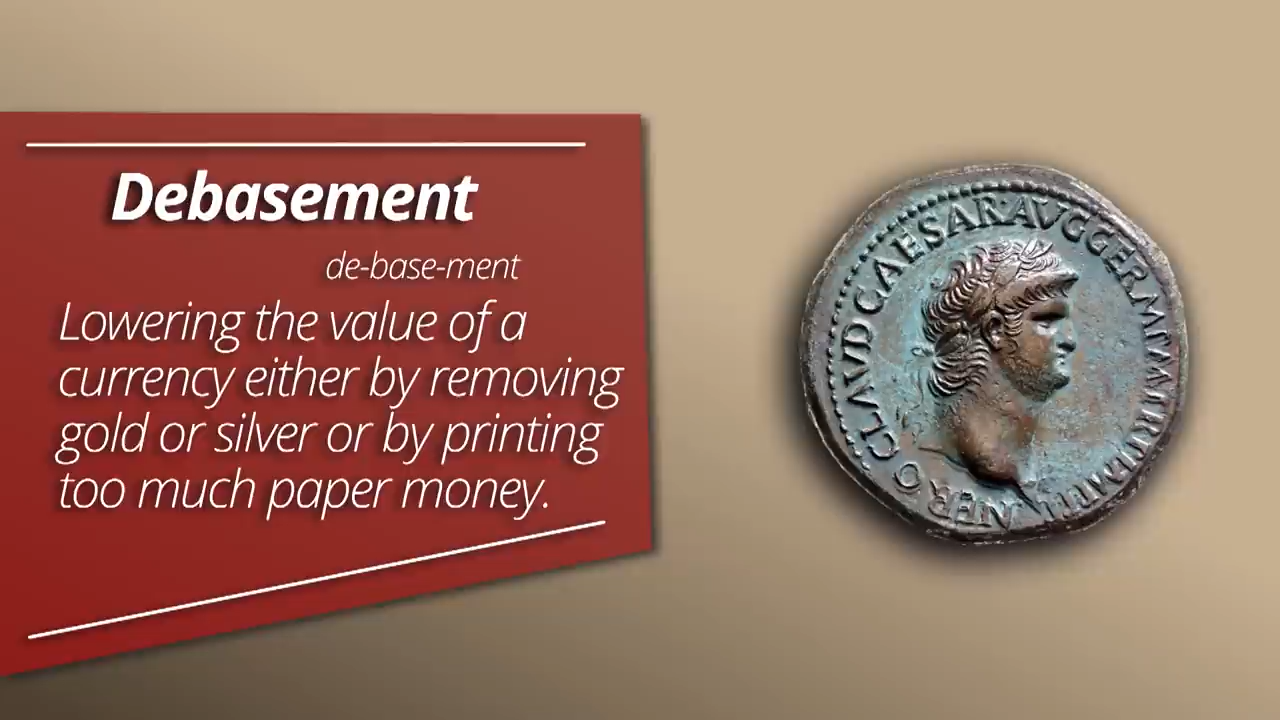 Debasement
de-base-ment
Lowering the value of a
currency either by removing
gold or silver or by printing
too much paper money.
NERO CLAVD CAESAR AVG GERM